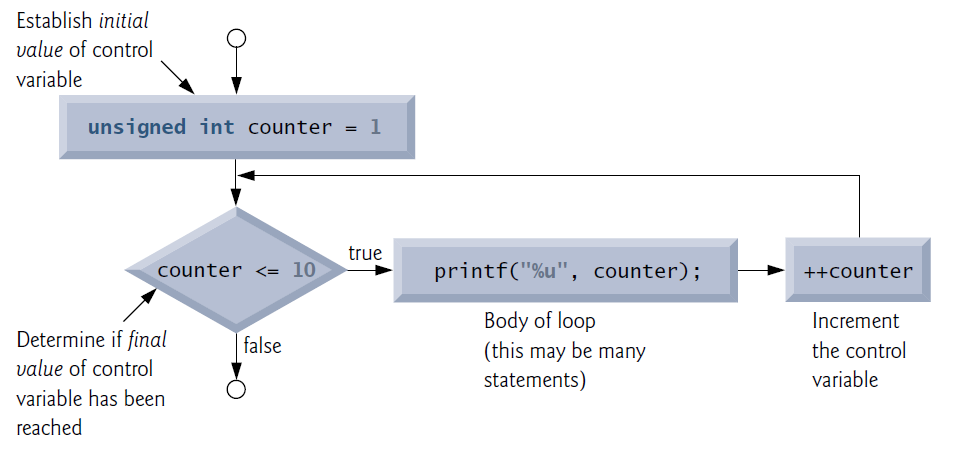 Establish initial
value of control
variable
unsigned int counter = 1
counter <= 10
true
printf("%u", counter);
++counter
Determine if final
value of control
variable has been
reached
false
Body of loop
(this may be many
statements)
Increment
the control
variable